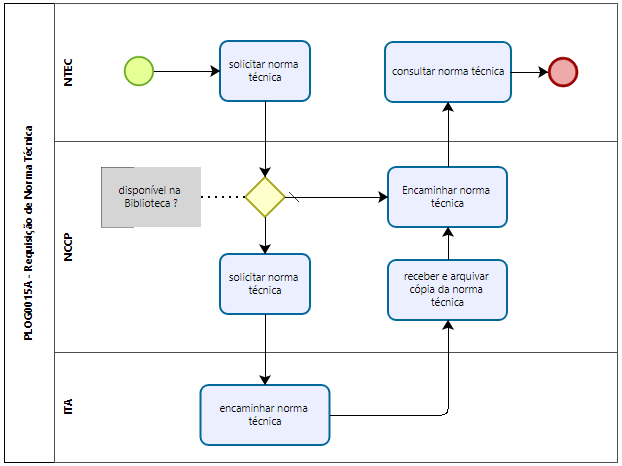 PLOG0015A - Requisição de Norma Técnica
NTEC
solicitar norma
técnica
consultar norma técnica
NCCP
disponível na
Biblioteca ?
Encaminhar norma
técnica
solicitar norma
técnica
receber e arquivar
cópia da norma
técnica
ITA
encaminhar norma
técnica